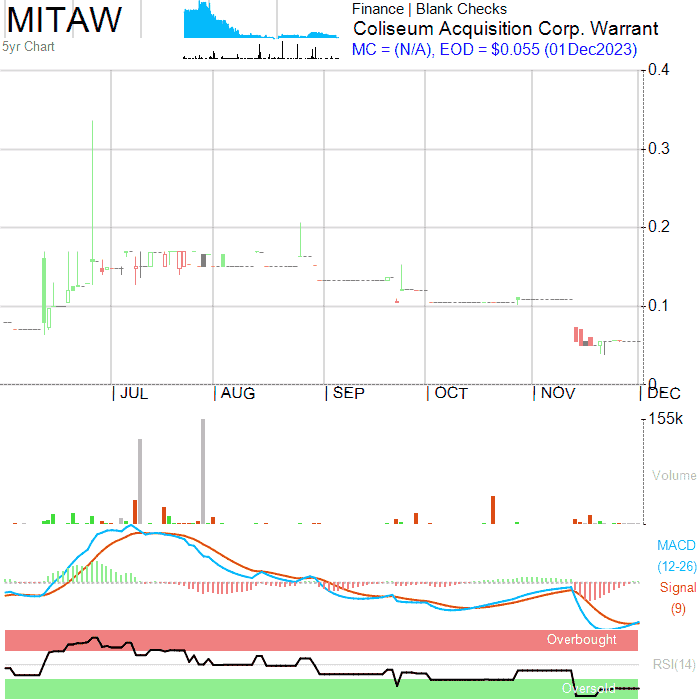 MITAW
5yr Chart
Finance | Blank Checks
Coliseum Acquisition Corp. Warrant
MC = (N/A), EOD = $0.055 (01Dec2023)
0.4
0.3
0.2
0.1
0
JUL AUG SEP OCT NOV DEC
155k
Volume
MACD
(12-26)
Signal
(9)
Overbought
RSI(14)
Oversold